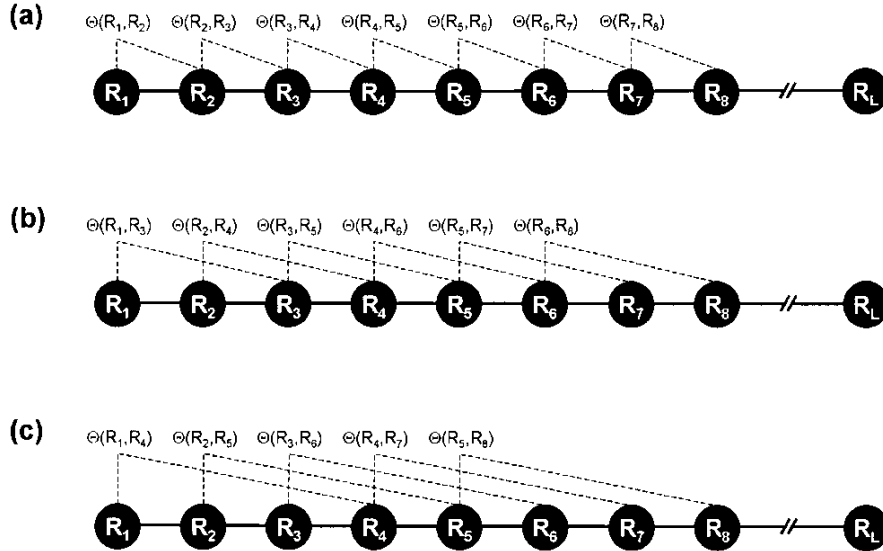 (a)
Θ(R₁,R₂) Θ(R₂,R₃) Θ(R₃,R₄) Θ(R₄,R₅) Θ(R₅,R₆) Θ(R₆,R₇) Θ(R₇,R₈)
R₁ R₂ R₃ R₄ R₅ R₆ R₇ R₈ // R_L
(b)
Θ(R₁,R₃) Θ(R₂,R₄) Θ(R₃,R₅) Θ(R₄,R₆) Θ(R₅,R₇) Θ(R₆,R₈)
R₁ R₂ R₃ R₄ R₅ R₆ R₇ R₈ // R_L
(c)
Θ(R₁,R₄) Θ(R₂,R₅) Θ(R₃,R₆) Θ(R₄,R₇) Θ(R₅,R₈)
R₁ R₂ R₃ R₄ R₅ R₆ R₇ R₈ // R_L